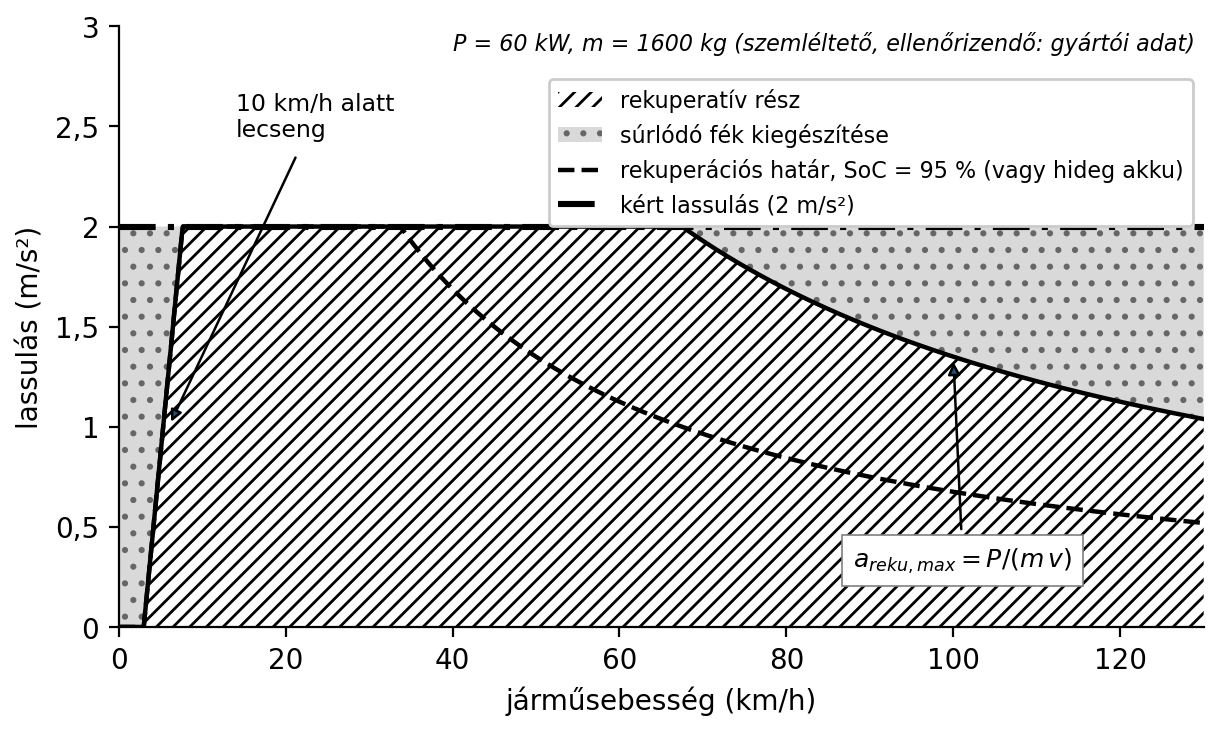 P = 60 kW, m = 1600 kg (szemléltető, ellenőrizendő: gyártói adat)
rekuperatív rész
súrlódó fék kiegészítése
rekuperációs határ, SoC = 95 % (vagy hideg akku)
kért lassulás (2 m/s²)
10 km/h alatt
lecseng
a_{reku, max} = P/(m v)
lassulás (m/s²)
3
2,5
2
1,5
1
0,5
0
0 20 40 60 80 100 120
járműsebesség (km/h)